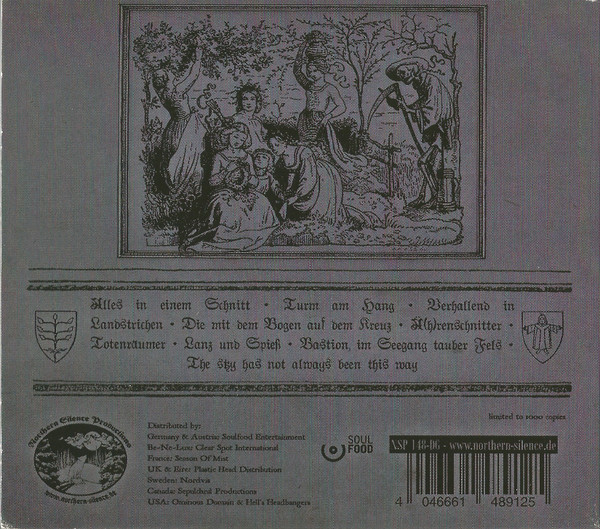 Alles in einem Schnitt • Turm am Hang • Verhallend in
Landstrichen • Die mit dem Bogen auf dem Kreuz • Ährenschnitter •
Totenräumer • Lanz und Spieß • Bastion, im Seegang tauber Fels •
The sky has not always been this way
limited to 1000 copies
Northern Silence Productions
www.northern-silence.de
Distributed by:
Germany & Austria: Soulfood Entertainment
Be-Ne-Lux: Clear Spot International
France: Season Of Mist
UK & Eire: Plastic Head Distribution
Sweden: Nordvis
Canada: Sepulchral Productions
USA: Ominous Domain & Hell's Headbangers
SOUL
FOOD
NSP 148-06 - www.northern-silence.de
4 046661 489125